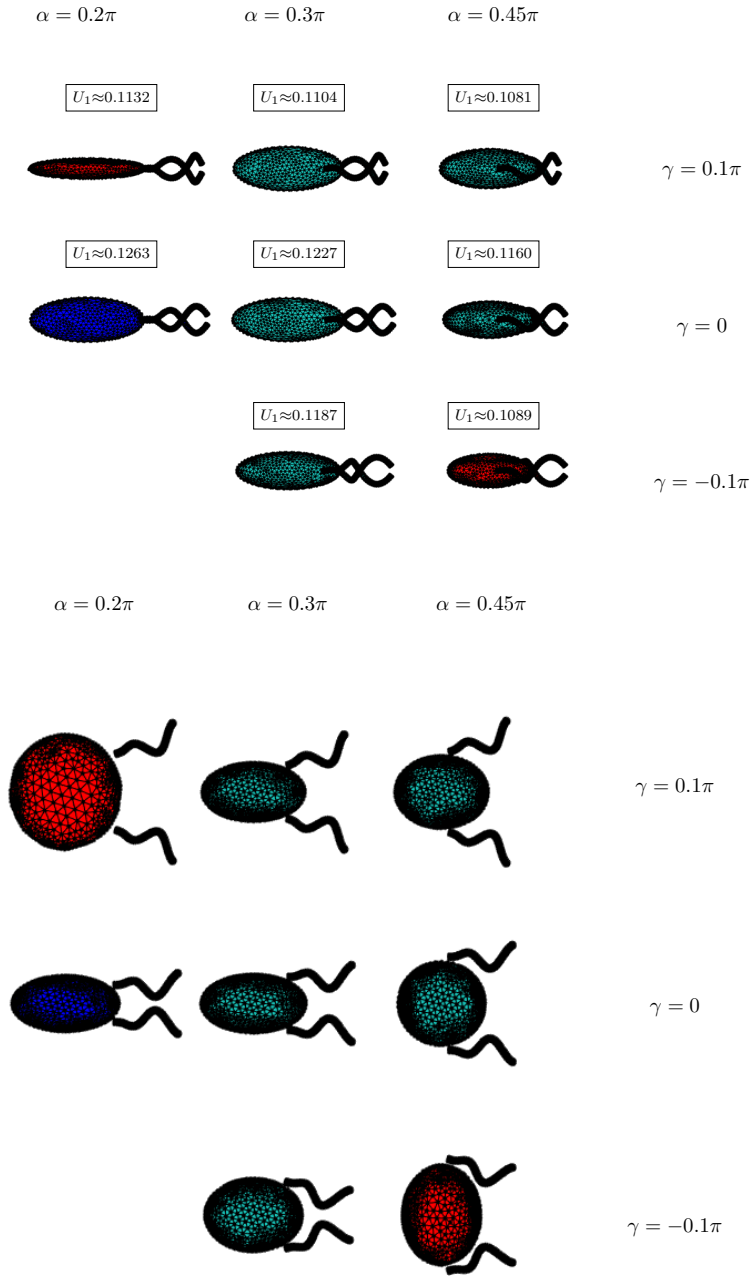 α = 0.2π α = 0.3π α = 0.45π
U₁≈0.1132 U₁≈0.1104 U₁≈0.1081
γ = 0.1π
U₁≈0.1263 U₁≈0.1227 U₁≈0.1160
γ = 0
U₁≈0.1187 U₁≈0.1089
γ = −0.1π
α = 0.2π α = 0.3π α = 0.45π
γ = 0.1π
γ = 0
γ = −0.1π